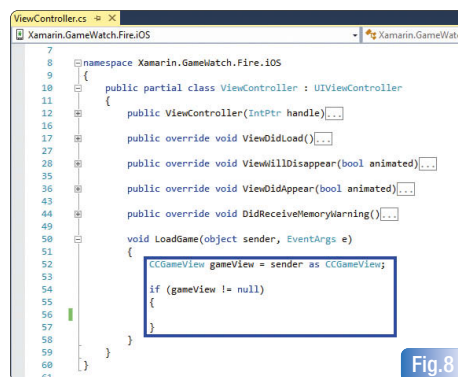 ViewController.cs
Xamarin.GameWatch.Fire.iOS Xamarin.GameWat
7
8 namespace Xamarin.GameWatch.Fire.iOS
9 {
10 public partial class ViewController : UIViewController
11 {
12 public ViewController(IntPtr handle)...
16
17 public override void ViewDidLoad()...
27
28 public override void ViewWillDisappear(bool animated)...
35
36 public override void ViewDidAppear(bool animated)...
43
44 public override void DidReceiveMemoryWarning()...
49
50 void LoadGame(object sender, EventArgs e)
51 {
52 CCGameView gameView = sender as CCGameView;
53
54 if (gameView != null)
55 {
56
57 }
58 }
59 }
60 }
61
Fig.8